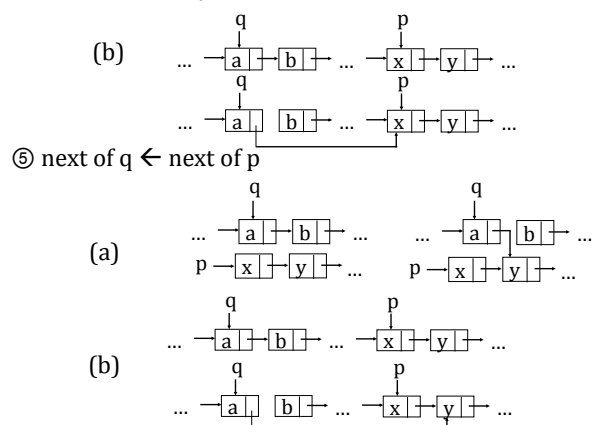 q p
(b) ... a b ... x y ...
q p
... a b ... x y ...
⑤ next of q ← next of p
q q
... a b ... ... a b ...
(a)
p x y ... p x y ...
q p
(b) ... a b ... x y ...
q p
... a b ... x y ...